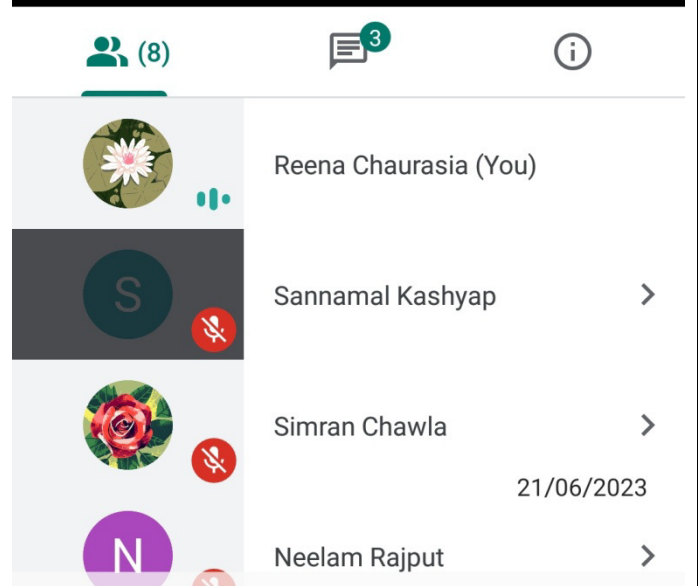 (8) 3
Reena Chaurasia (You)
S
Sannamal Kashyap
Simran Chawla
21/06/2023
N
Neelam Rajput